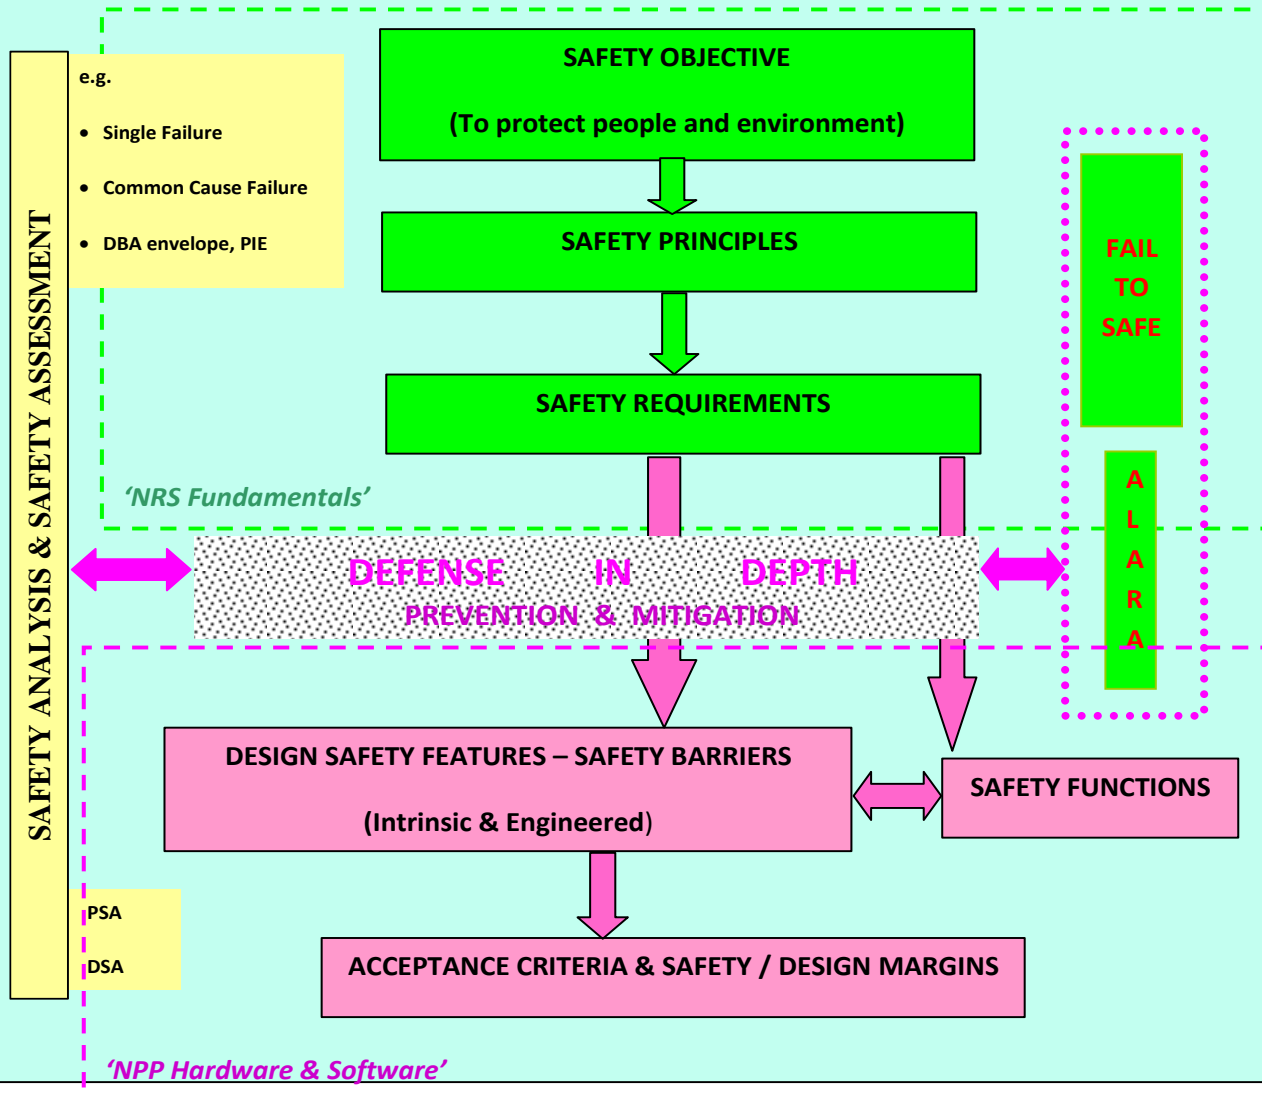 SAFETY ANALYSIS & SAFETY ASSESSMENT
e.g.
• Single Failure
• Common Cause Failure
• DBA envelope, PIE
SAFETY OBJECTIVE
(To protect people and environment)
SAFETY PRINCIPLES
SAFETY REQUIREMENTS
FAIL
TO
SAFE
A
L
A
R
A
‘NRS Fundamentals’
DEFENSE IN DEPTH
PREVENTION & MITIGATION
DESIGN SAFETY FEATURES – SAFETY BARRIERS
(Intrinsic & Engineered)
SAFETY FUNCTIONS
PSA
DSA
ACCEPTANCE CRITERIA & SAFETY / DESIGN MARGINS
‘NPP Hardware & Software’